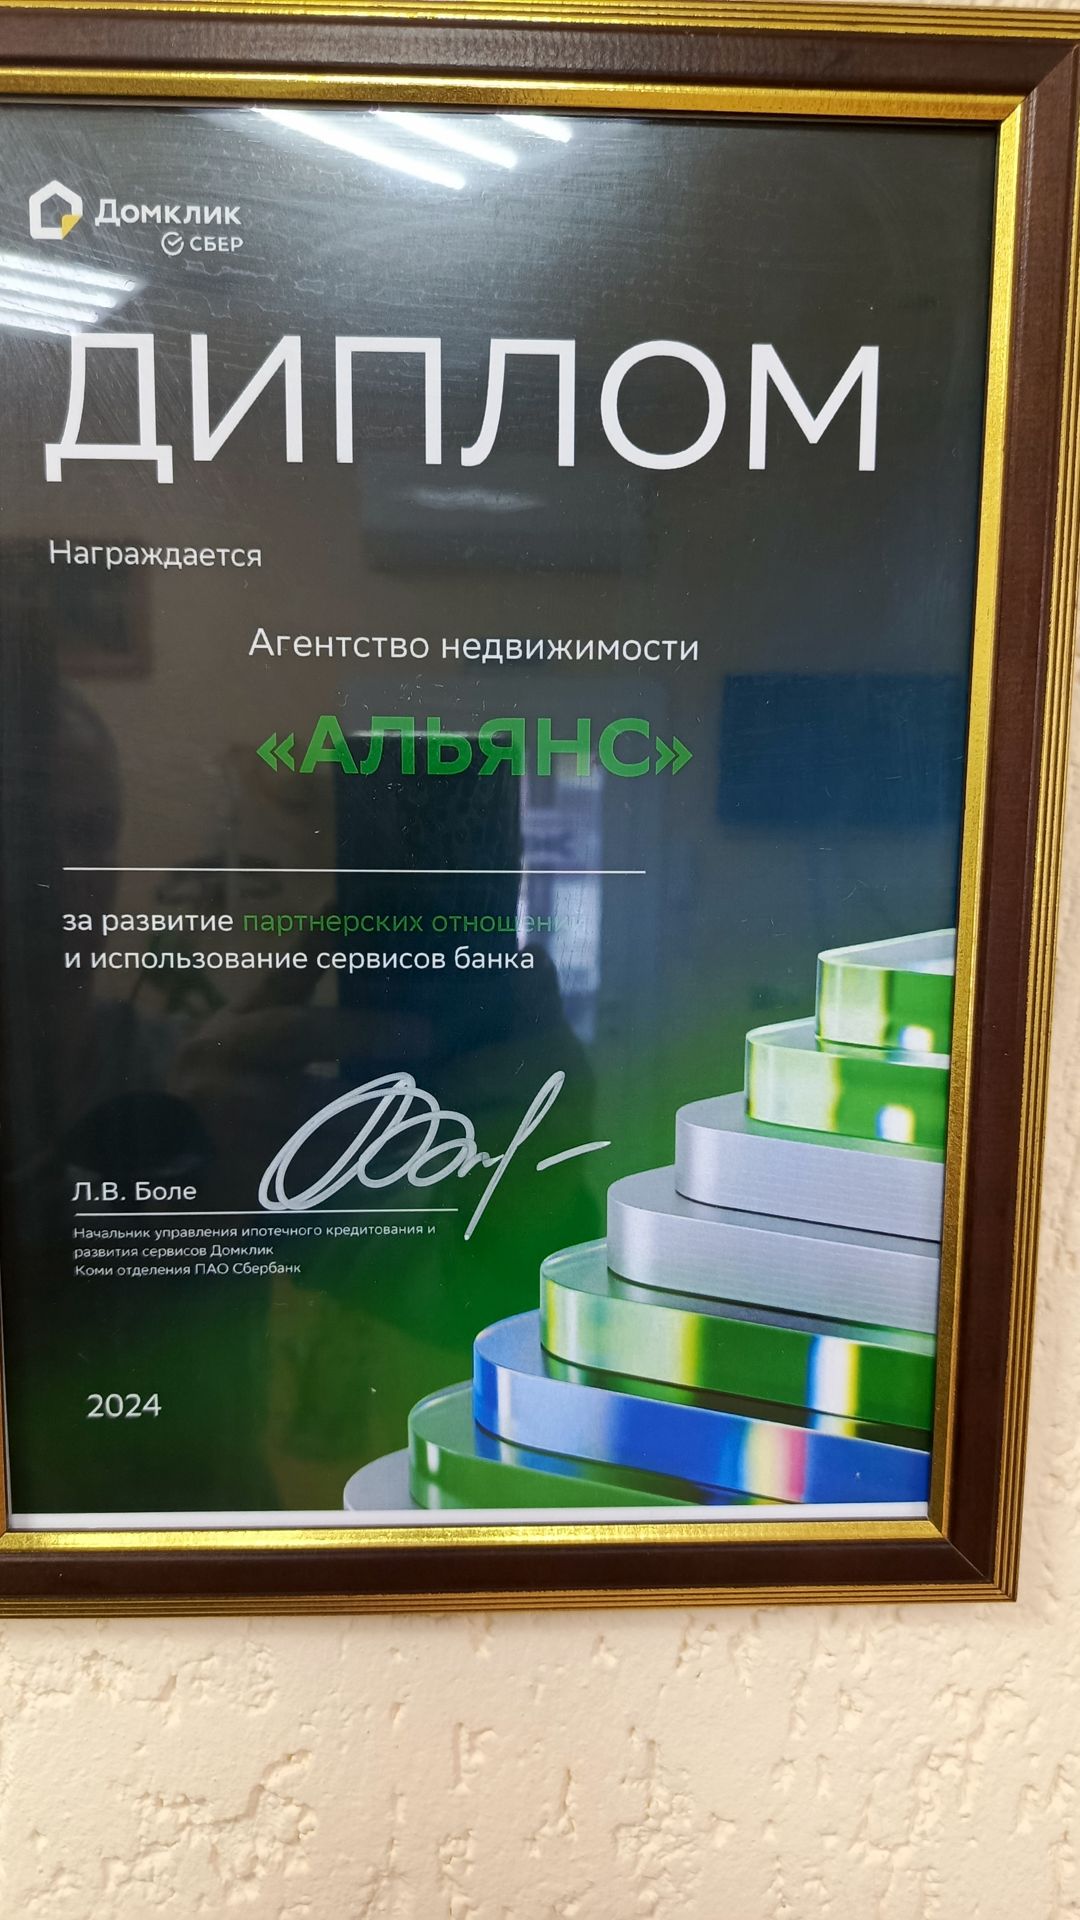 Домклик
СБЕР
ДИПЛОМ
Награждается
Агентство недвижимости
«АЛЬЯНС»
за развитие партнерских отношений
и использование сервисов банка
Л.В. Боле
Начальник управления ипотечного кредитования и
развития сервисов Домклик
Коми отделения ПАО Сбербанк
2024